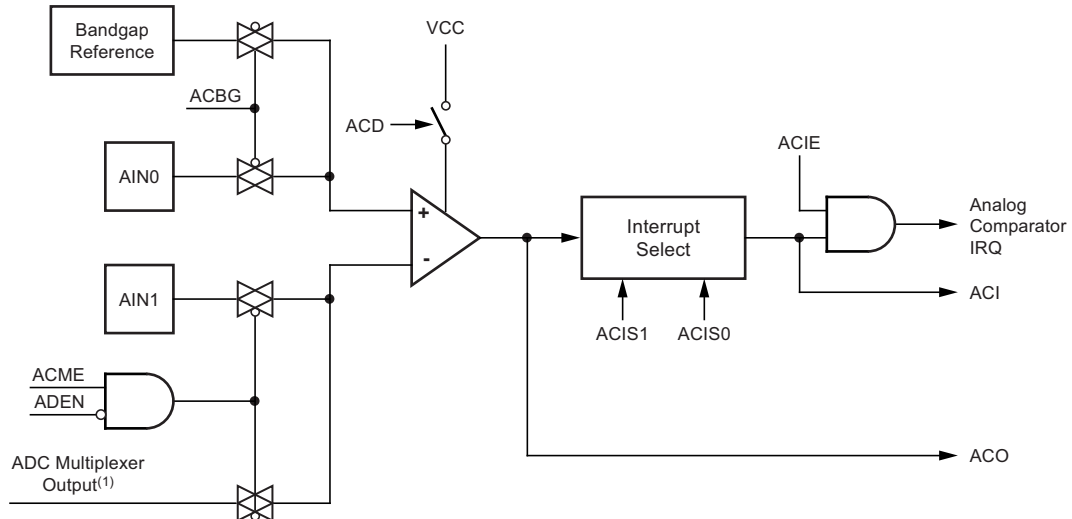 Bandgap
Reference
VCC
ACBG
ACD
AIN0
ACIE
+
Interrupt
Select
Analog
Comparator
IRQ
-
AIN1
ACI
ACIS1
ACIS0
ACME
ADEN
ADC Multiplexer
Output(1)
ACO